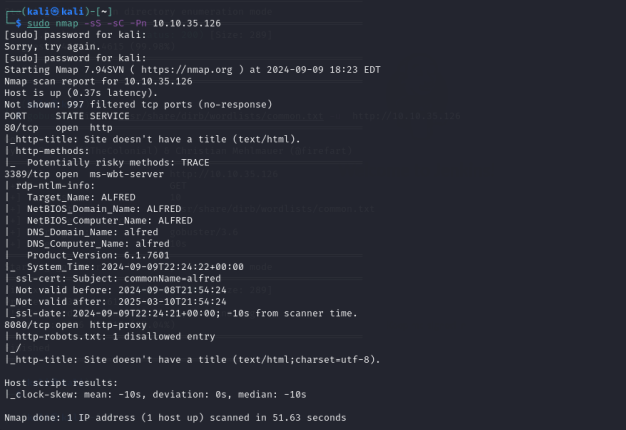 (kali㉿kali)-[~]
$ sudo nmap -sS -sC -Pn 10.10.35.126
[sudo] password for kali:
Sorry, try again.
[sudo] password for kali:
Starting Nmap 7.94SVN ( https://nmap.org ) at 2024-09-09 18:23 EDT
Nmap scan report for 10.10.35.126
Host is up (0.37s latency).
Not shown: 997 filtered tcp ports (no-response)
PORT     STATE SERVICE
80/tcp   open  http
|_http-title: Site doesn't have a title (text/html).
| http-methods:
|_  Potentially risky methods: TRACE
3389/tcp open  ms-wbt-server
| rdp-ntlm-info:
|   Target_Name: ALFRED
|   NetBIOS_Domain_Name: ALFRED
|   NetBIOS_Computer_Name: ALFRED
|   DNS_Domain_Name: alfred
|   DNS_Computer_Name: alfred
|   Product_Version: 6.1.7601
|_  System_Time: 2024-09-09T22:24:22+00:00
| ssl-cert: Subject: commonName=alfred
| Not valid before: 2024-09-08T21:54:24
|_Not valid after:  2025-03-10T21:54:24
|_ssl-date: 2024-09-09T22:24:21+00:00; -10s from scanner time.
8080/tcp open  http-proxy
| http-robots.txt: 1 disallowed entry
|_/
|_http-title: Site doesn't have a title (text/html;charset=utf-8).

Host script results:
|_clock-skew: mean: -10s, deviation: 0s, median: -10s

Nmap done: 1 IP address (1 host up) scanned in 51.63 seconds